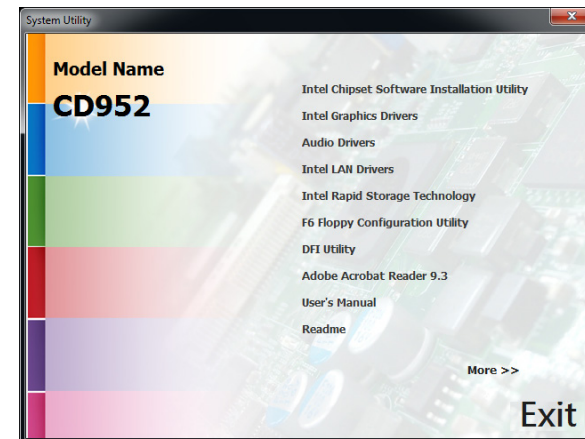 System Utility
Model Name
CD952
Intel Chipset Software Installation Utility
Intel Graphics Drivers
Audio Drivers
Intel LAN Drivers
Intel Rapid Storage Technology
F6 Floppy Configuration Utility
DFI Utility
Adobe Acrobat Reader 9.3
User's Manual
Readme
More >>
Exit